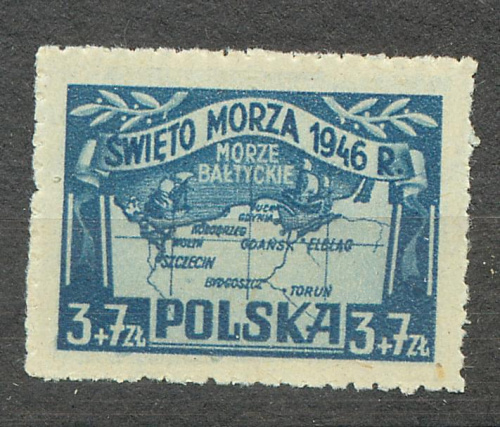 ŚWIĘTO MORZA 1946 R.
MORZE
BAŁTYCKIE
GDYNIA
KOŁOBRZEG
WOLIN
GDAŃSK ELBLĄG
SZCZECIN
BYDGOSZCZ
TORUŃ
3+7ZŁ POLSKA 3+7ZŁ